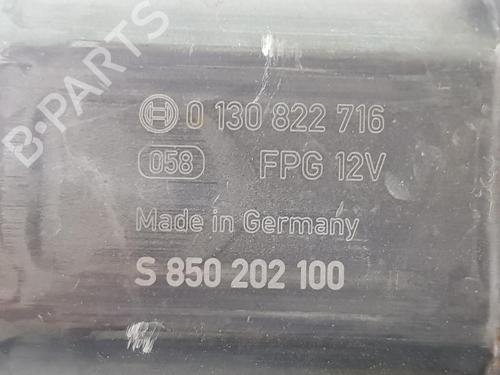 B-PARTS
0 130 822 716
058 FPG 12V
Made in Germany
S 850 202 100